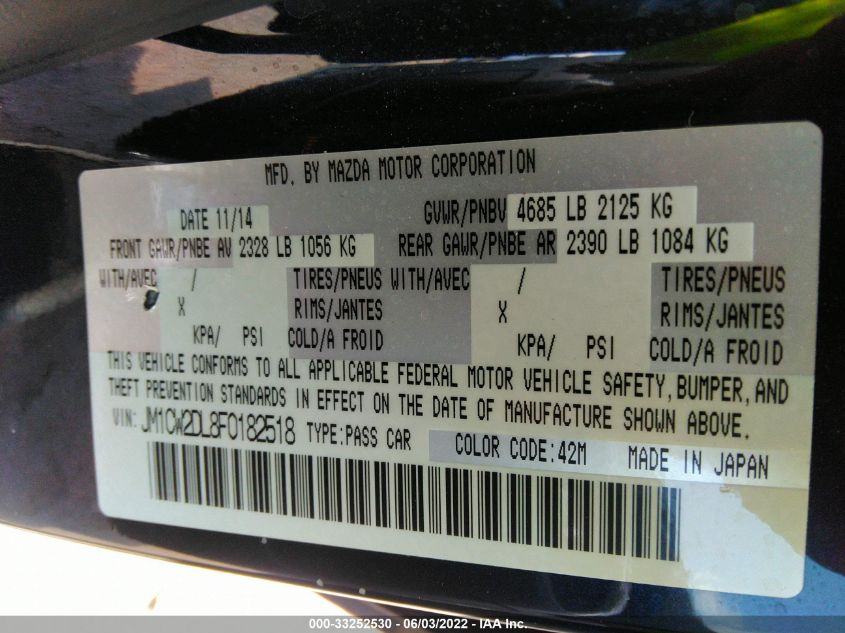 MFD. BY MAZDA MOTOR CORPORATION
DATE 11/14 GVWR/PNBV 4685 LB 2125 KG
FRONT GAWR/PNBE AV 2328 LB 1056 KG REAR GAWR/PNBE AR 2390 LB 1084 KG
WITH/AVEC / TIRES/PNEUS WITH/AVEC / TIRES/PNEUS
X RIMS/JANTES X RIMS/JANTES
KPA/ PSI COLD/A FROID KPA/ PSI COLD/A FROID
THIS VEHICLE CONFORMS TO ALL APPLICABLE FEDERAL MOTOR VEHICLE SAFETY, BUMPER, AND
THEFT PREVENTION STANDARDS IN EFFECT ON THE DATE OF MANUFACTURE SHOWN ABOVE.
VIN: JM1CW2DL8F0182518 TYPE:PASS CAR COLOR CODE:42M MADE IN JAPAN
000-33252530 - 06/03/2022 - IAA Inc.